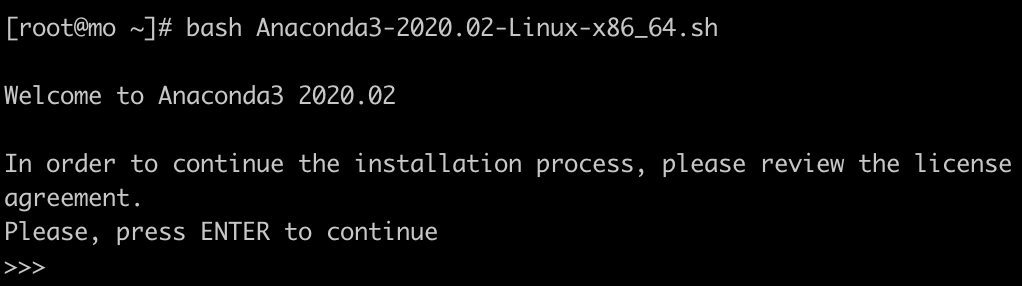 [root@mo ~]# bash Anaconda3-2020.02-Linux-x86_64.sh
Welcome to Anaconda3 2020.02
In order to continue the installation process, please review the license
agreement.
Please, press ENTER to continue
>>>